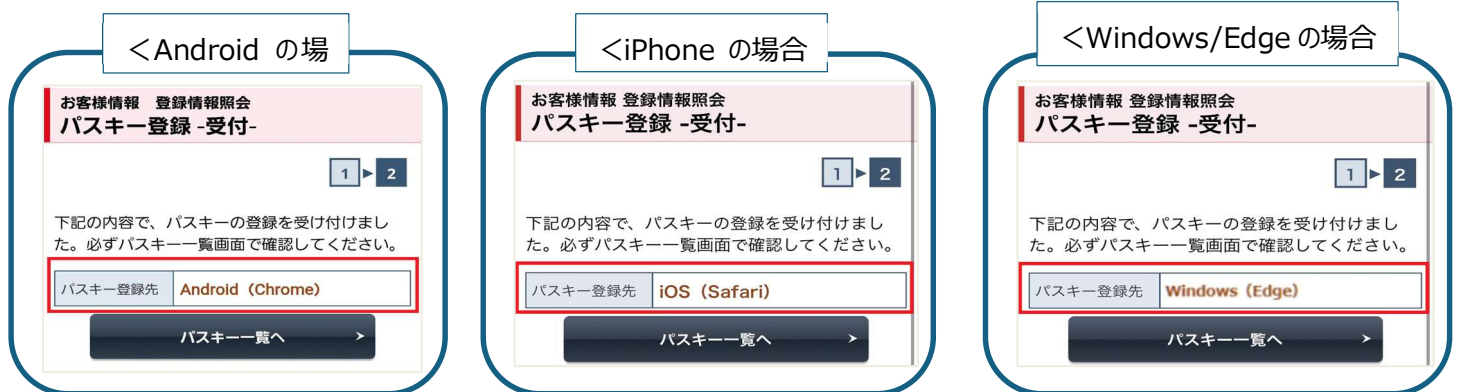 <Android の場
お客様情報　登録情報照会
パスキー登録 -受付-
1 ▶ 2
下記の内容で、パスキーの登録を受け付けまし
た。必ずパスキー一覧画面で確認してください。
パスキー登録先 Android（Chrome）
パスキー一覧へ
<iPhone の場合
お客様情報 登録情報照会
パスキー登録 -受付-
1 ▶ 2
下記の内容で、パスキーの登録を受け付けまし
た。必ずパスキー一覧画面で確認してください。
パスキー登録先 iOS（Safari）
パスキー一覧へ
<Windows/Edge の場合
お客様情報 登録情報照会
パスキー登録 -受付-
1 ▶ 2
下記の内容で、パスキーの登録を受け付けまし
た。必ずパスキー一覧画面で確認してください。
パスキー登録先 Windows（Edge）
パスキー一覧へ